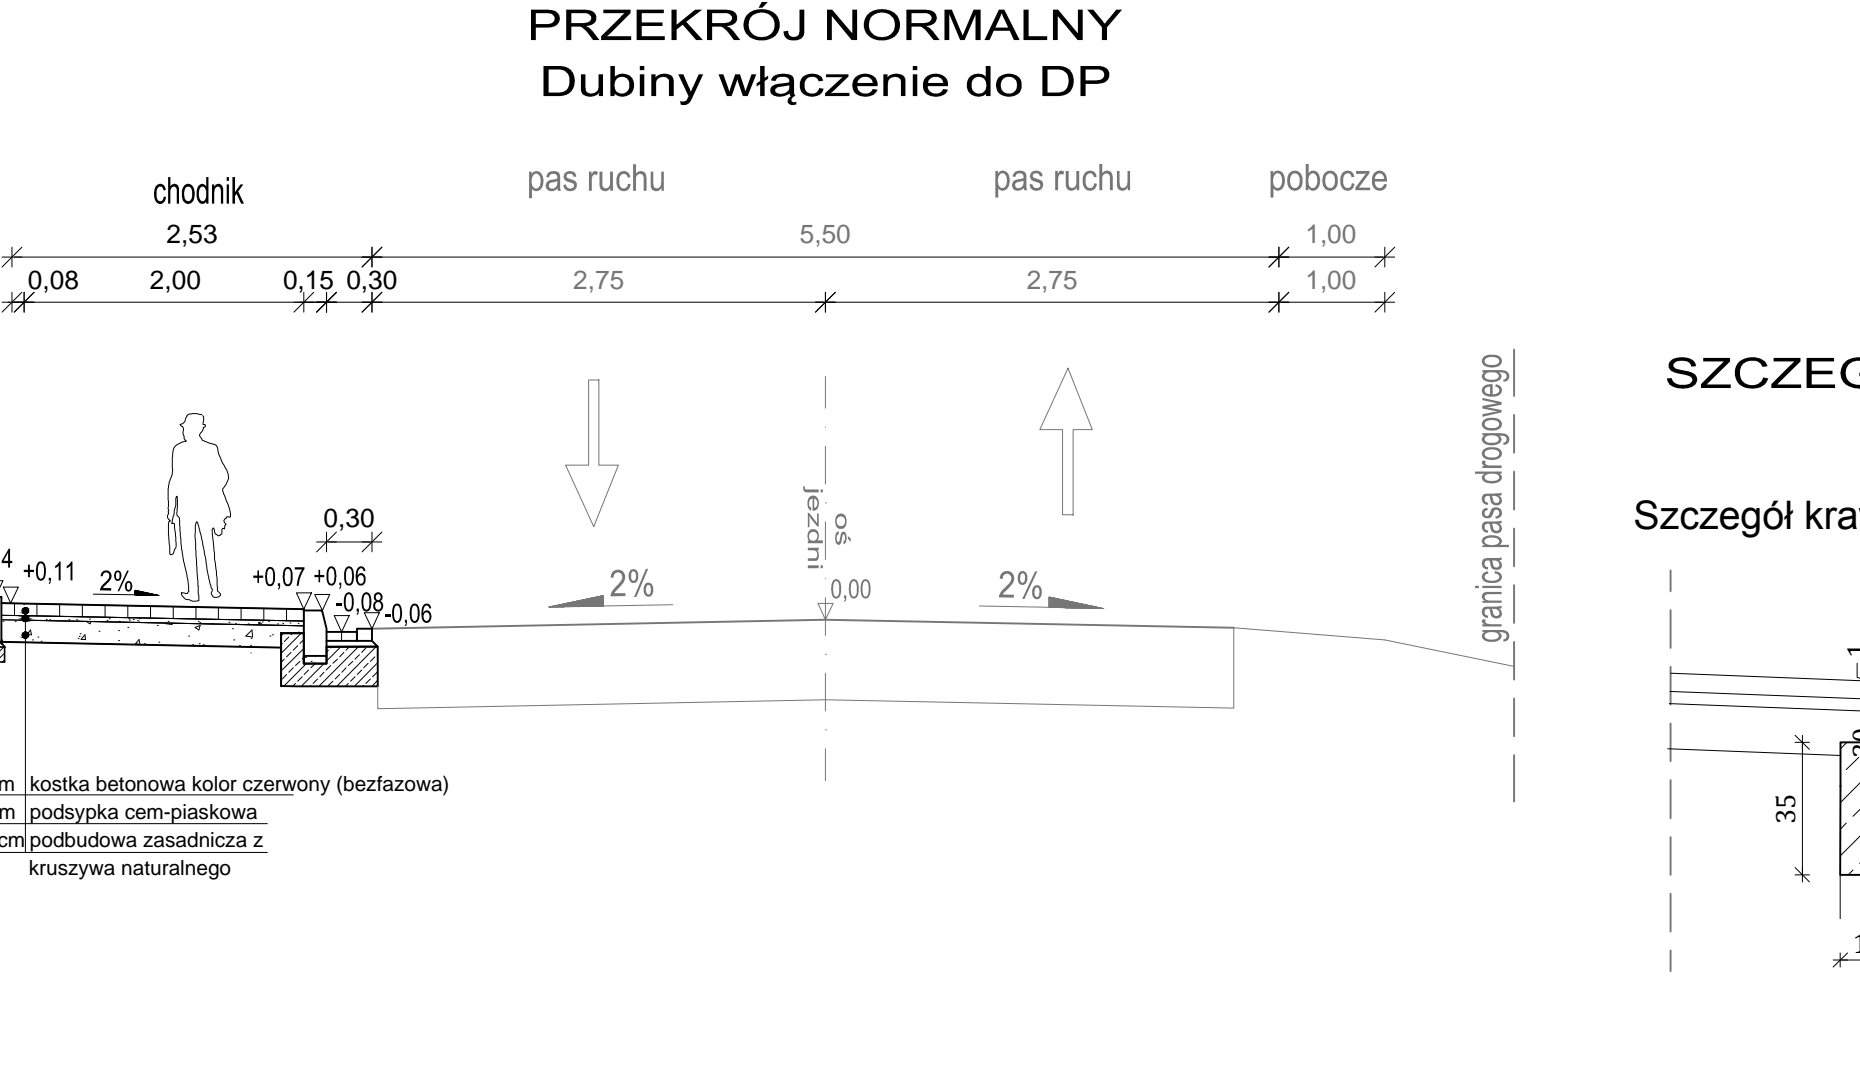 PRZEKRÓJ NORMALNY
Dubiny włączenie do DP
chodnik
pas ruchu
pas ruchu
pobocze
2,53
5,50
1,00
0,08
2,00
0,15
0,30
2,75
2,75
1,00
granica pasa drogowego
oś
jezdni
0,30
4
+0,11
2%
+0,07
+0,06
-0,08
-0,06
2%
0,00
2%
m kostka betonowa kolor czerwony (bezfazowa)
m podsypka cem-piaskowa
cm podbudowa zasadnicza z
kruszywa naturalnego
SZCZEG
Szczegół kra
35